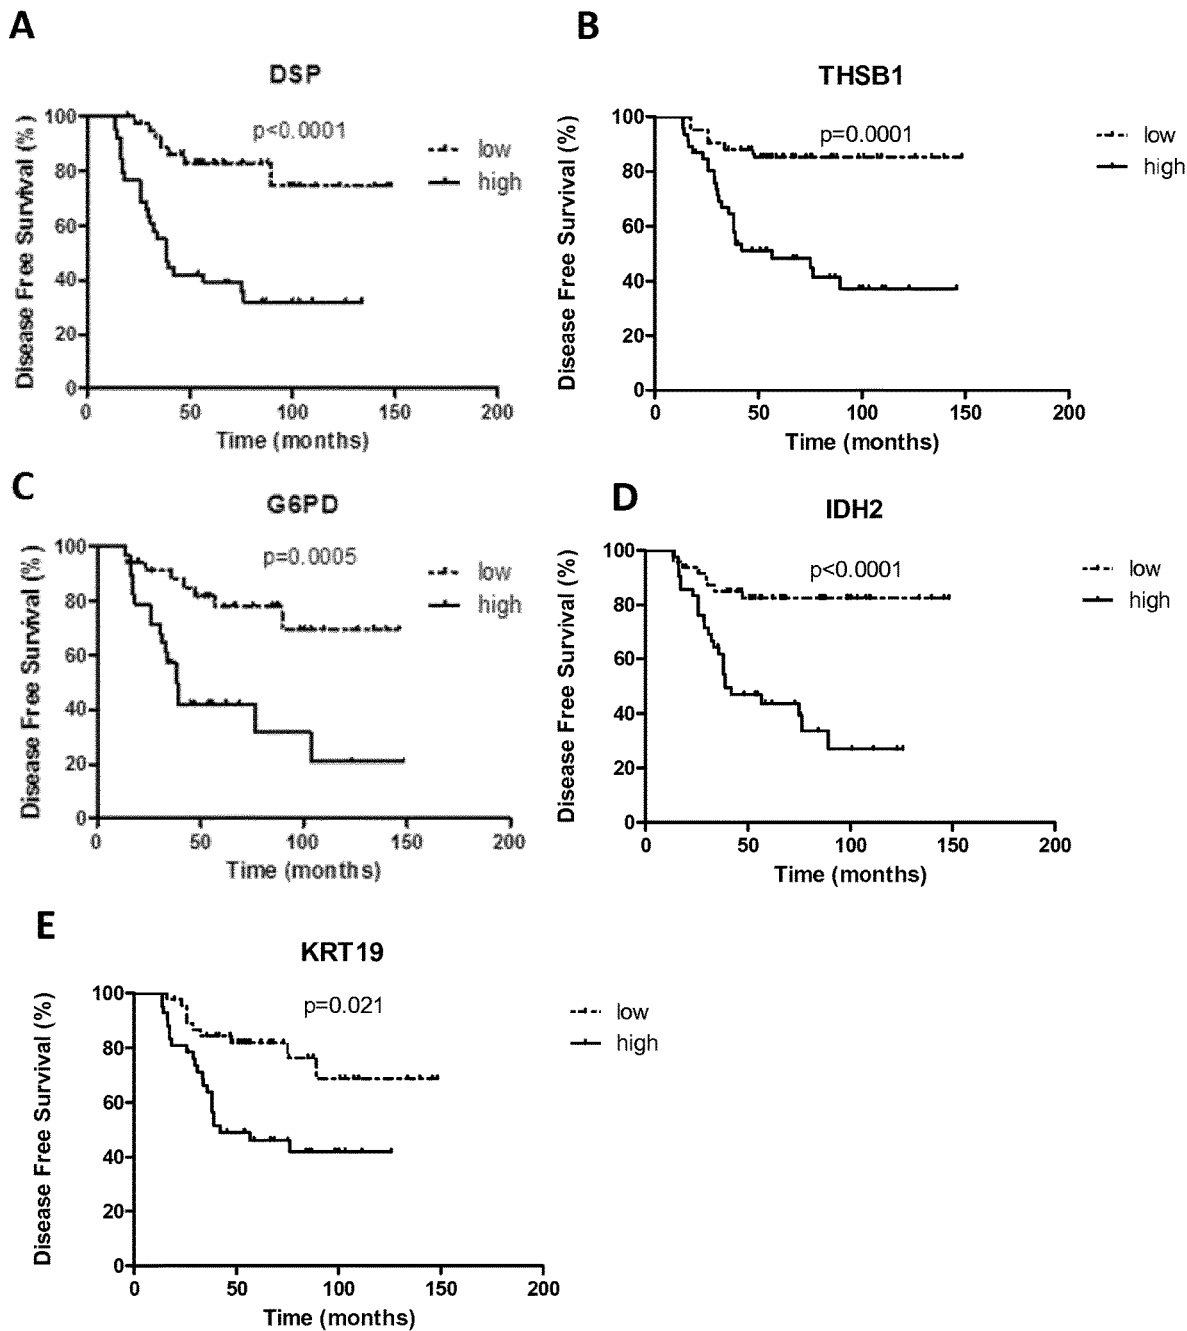 A
DSP
Disease Free Survival (%)
100
80
60
40
20
0
p<0.0001
low
high
0 50 100 150 200
Time (months)
B
THSB1
Disease Free Survival (%)
100
80
60
40
20
0
p=0.0001
low
high
0 50 100 150 200
Time (months)
C
G6PD
Disease Free Survival (%)
100
80
60
40
20
0
p=0.0005
low
high
0 50 100 150 200
Time (months)
D
IDH2
Disease Free Survival (%)
100
80
60
40
20
0
p<0.0001
low
high
0 50 100 150 200
Time (months)
E
KRT19
Disease Free Survival (%)
100
80
60
40
20
0
p=0.021
low
high
0 50 100 150 200
Time (months)